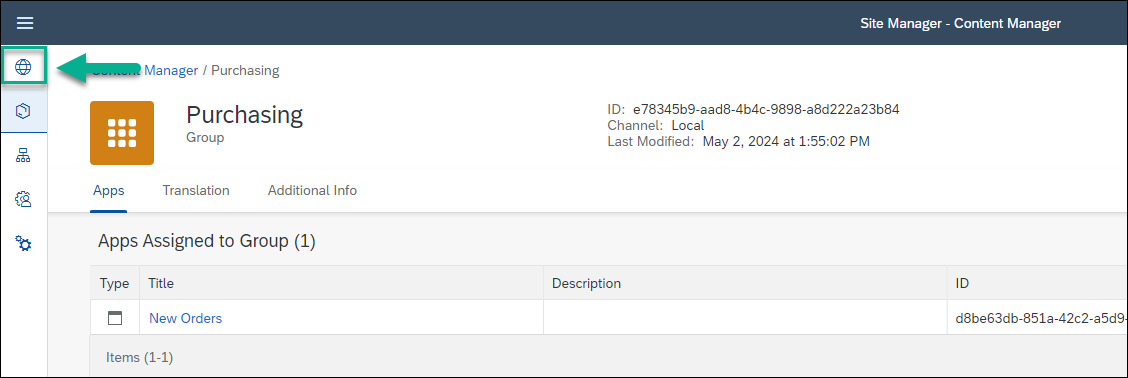 Site Manager - Content Manager
Content Manager / Purchasing
Purchasing
Group
ID: e78345b9-aad8-4b4c-9898-a8d222a23b84
Channel: Local
Last Modified: May 2, 2024 at 1:55:02 PM
Apps Translation Additional Info
Apps Assigned to Group (1)
Type Title Description ID
New Orders d8be63db-851a-42c2-a5d9-
Items (1-1)